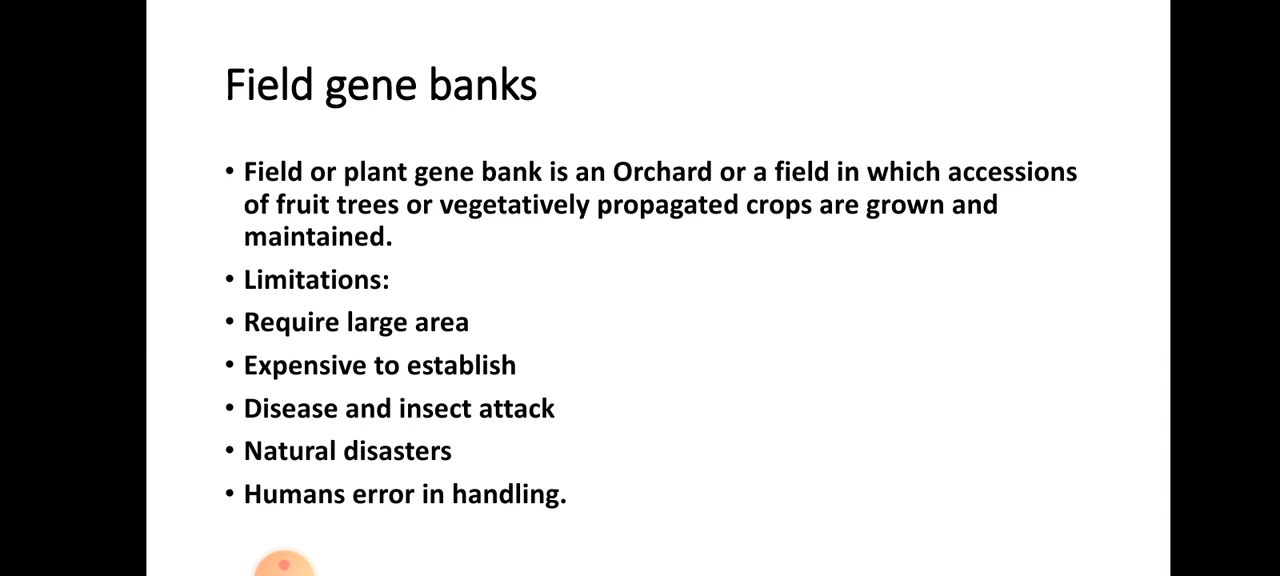 Field gene banks
• Field or plant gene bank is an Orchard or a field in which accessions
of fruit trees or vegetatively propagated crops are grown and
maintained.
• Limitations:
• Require large area
• Expensive to establish
• Disease and insect attack
• Natural disasters
• Humans error in handling.